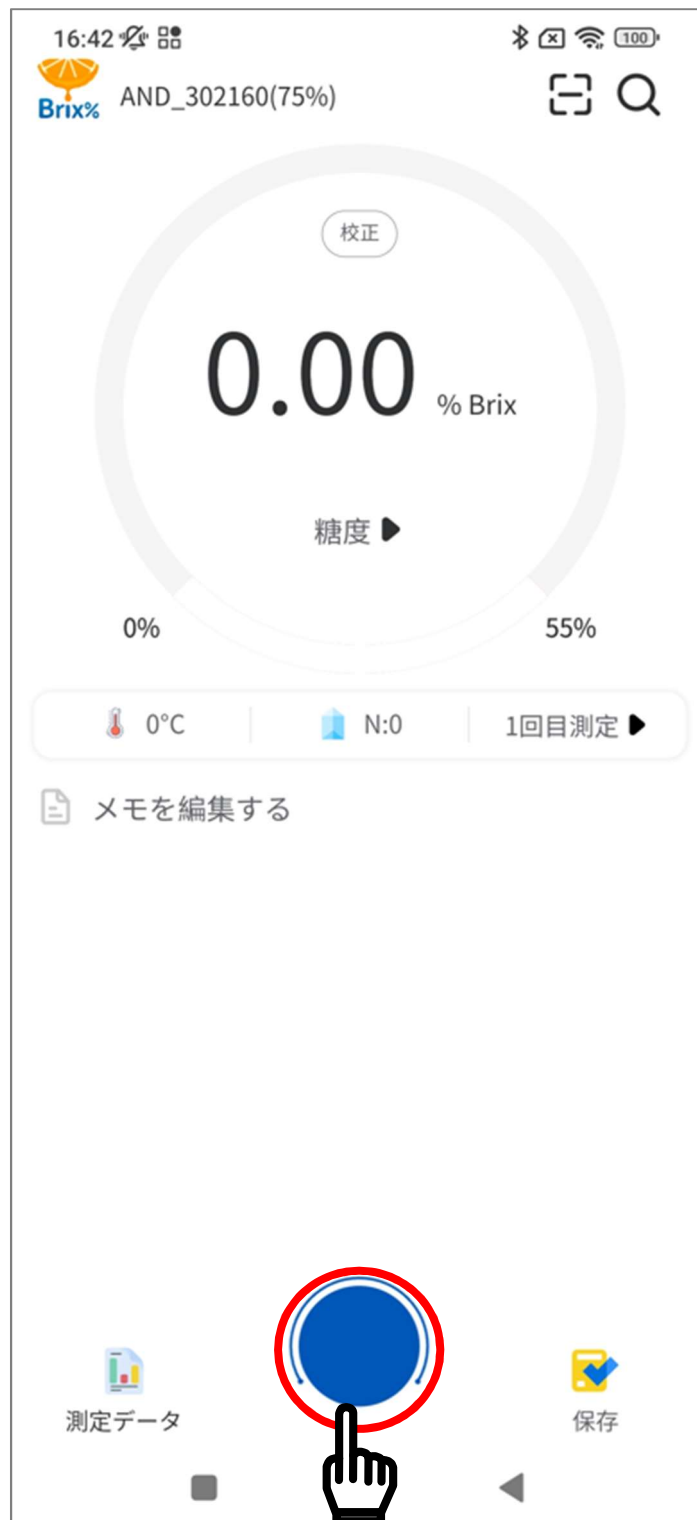 16:42
100
Brix%
AND_302160(75%)
校正
0.00 % Brix
糖度
0%
55%
0°C
N:0
1回目測定
メモを編集する
測定データ
保存